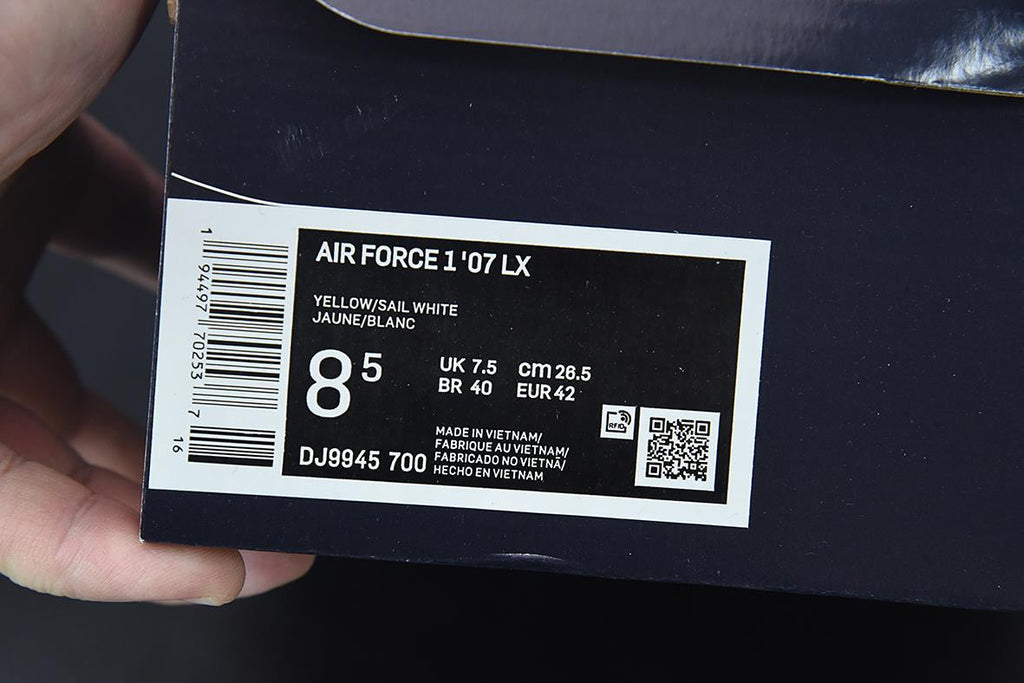 AIR FORCE 1 '07 LX
YELLOW/SAIL WHITE
JAUNE/BLANC
8 5
UK 7.5 cm 26.5
BR 40 EUR 42
MADE IN VIETNAM/
FABRIQUE AU VIETNAM/
FABRICADO NO VIETNÃ/
HECHO EN VIETNAM
DJ9945 700
RFID
1 94497 70253 7
16